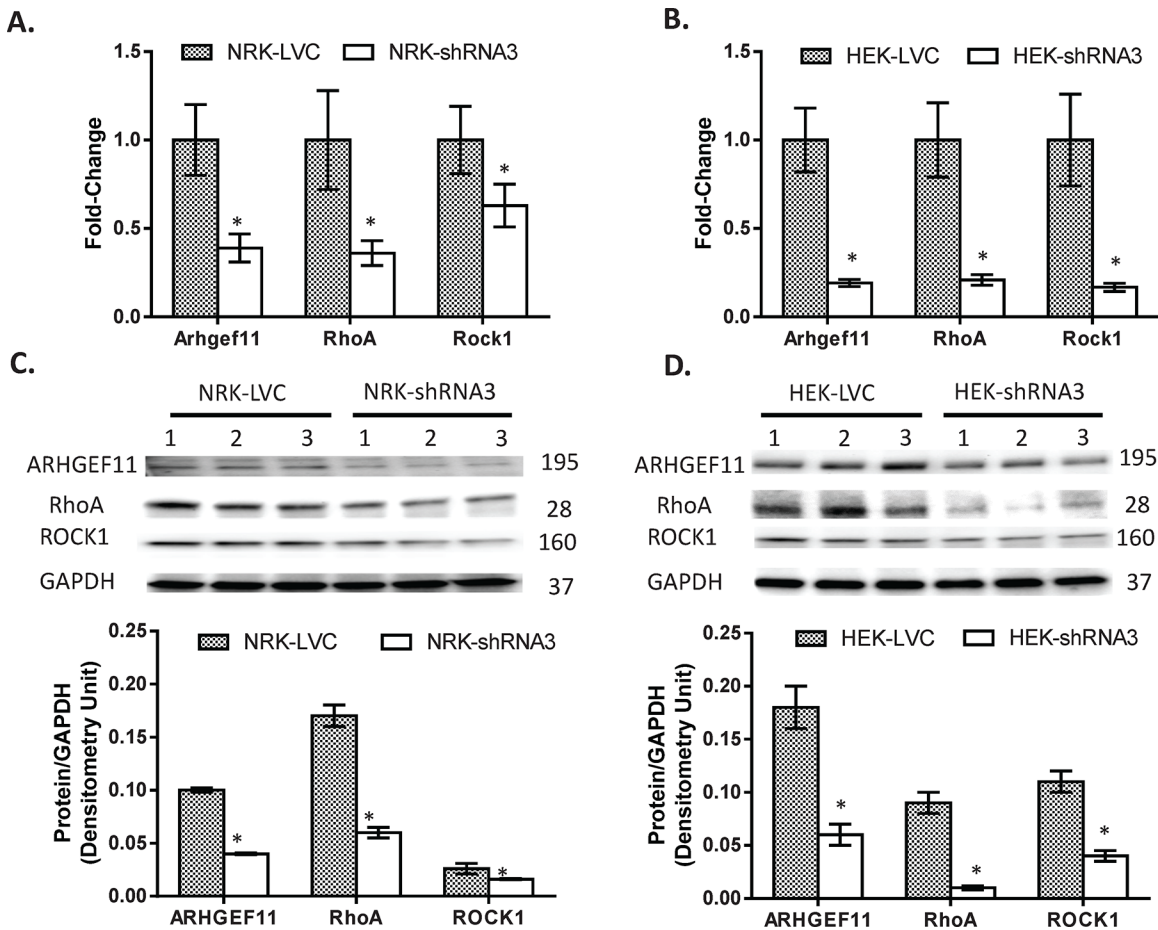 A.
NRK-LVC NRK-shRNA3
Fold-Change
1.5
1.0
0.5
0.0
* * *
Arhgef11 RhoA Rock1
B.
HEK-LVC HEK-shRNA3
Fold-Change
1.5
1.0
0.5
0.0
* * *
Arhgef11 RhoA Rock1
C.
NRK-LVC NRK-shRNA3
1 2 3 1 2 3
ARHGEF11 195
RhoA 28
ROCK1 160
GAPDH 37
NRK-LVC NRK-shRNA3
Protein/GAPDH
(Densitometry Unit)
0.25
0.20
0.15
0.10
0.05
0.00
* * *
ARHGEF11 RhoA ROCK1
D.
HEK-LVC HEK-shRNA3
1 2 3 1 2 3
ARHGEF11 195
RhoA 28
ROCK1 160
GAPDH 37
HEK-LVC HEK-shRNA3
Protein/GAPDH
(Densitometry Unit)
0.25
0.20
0.15
0.10
0.05
0.00
* * *
ARHGEF11 RhoA ROCK1